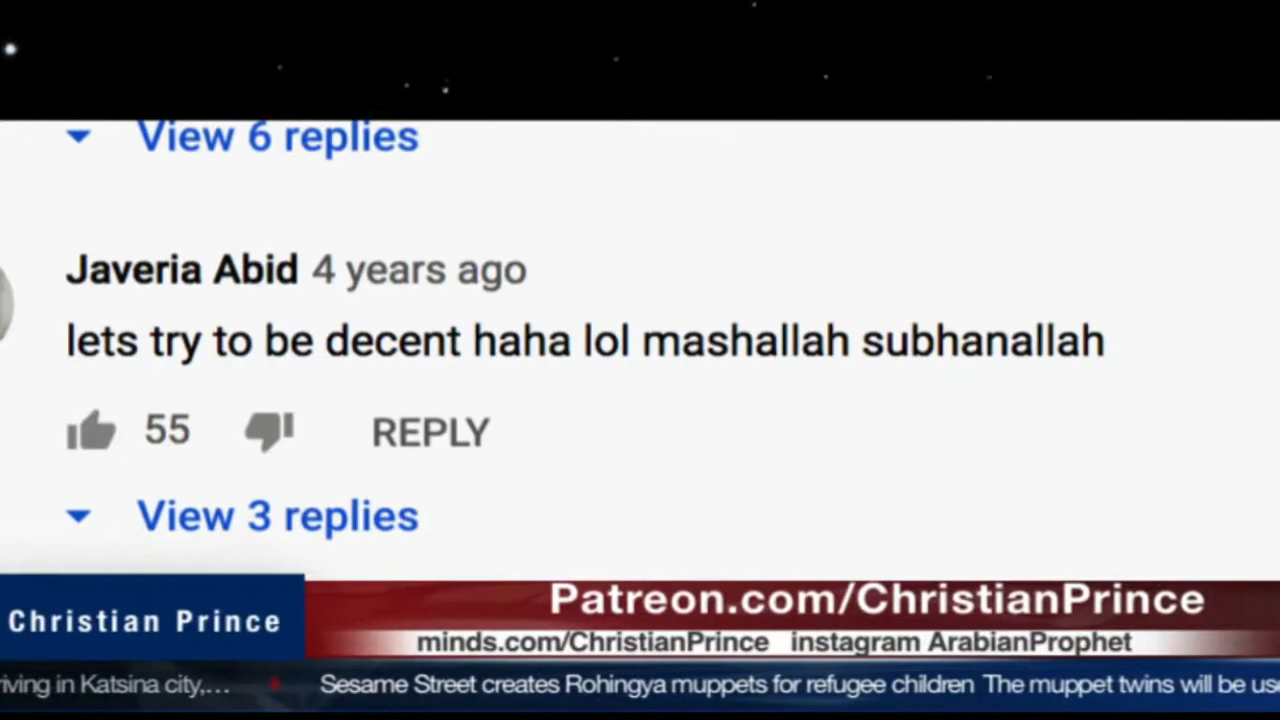 View 6 replies
Javeria Abid 4 years ago
lets try to be decent haha lol mashallah subhanallah
55 REPLY
View 3 replies
Christian Prince
Patreon.com/ChristianPrince
minds.com/ChristianPrince instagram ArabianProphet
in Katsina city,... Sesame Street creates Rohingya muppets for refugee children The muppet twins will be